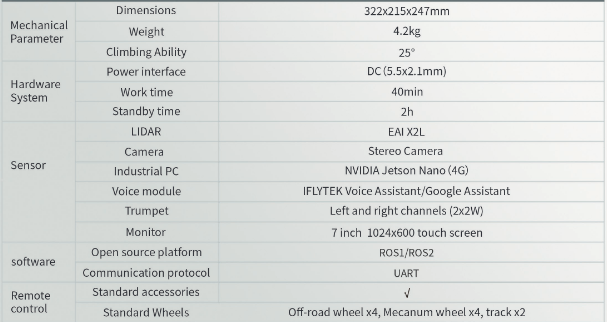 Mechanical Parameter
Dimensions 322x215x247mm
Weight 4.2kg
Climbing Ability 25°
Hardware System
Power interface DC(5.5x2.1mm)
Work time 40min
Standby time 2h
Sensor
LIDAR EAI X2L
Camera Stereo Camera
Industrial PC NVIDIA Jetson Nano(4G)
Voice module IFLYTEK Voice Assistant/Google Assistant
Trumpet Left and right channels (2x2W)
Monitor 7 inch 1024x600 touch screen
software
Open source platform ROS1/ROS2
Communication protocol UART
Remote control
Standard accessories √
Standard Wheels Off-road wheel x4, Mecanum wheel x4, track x2